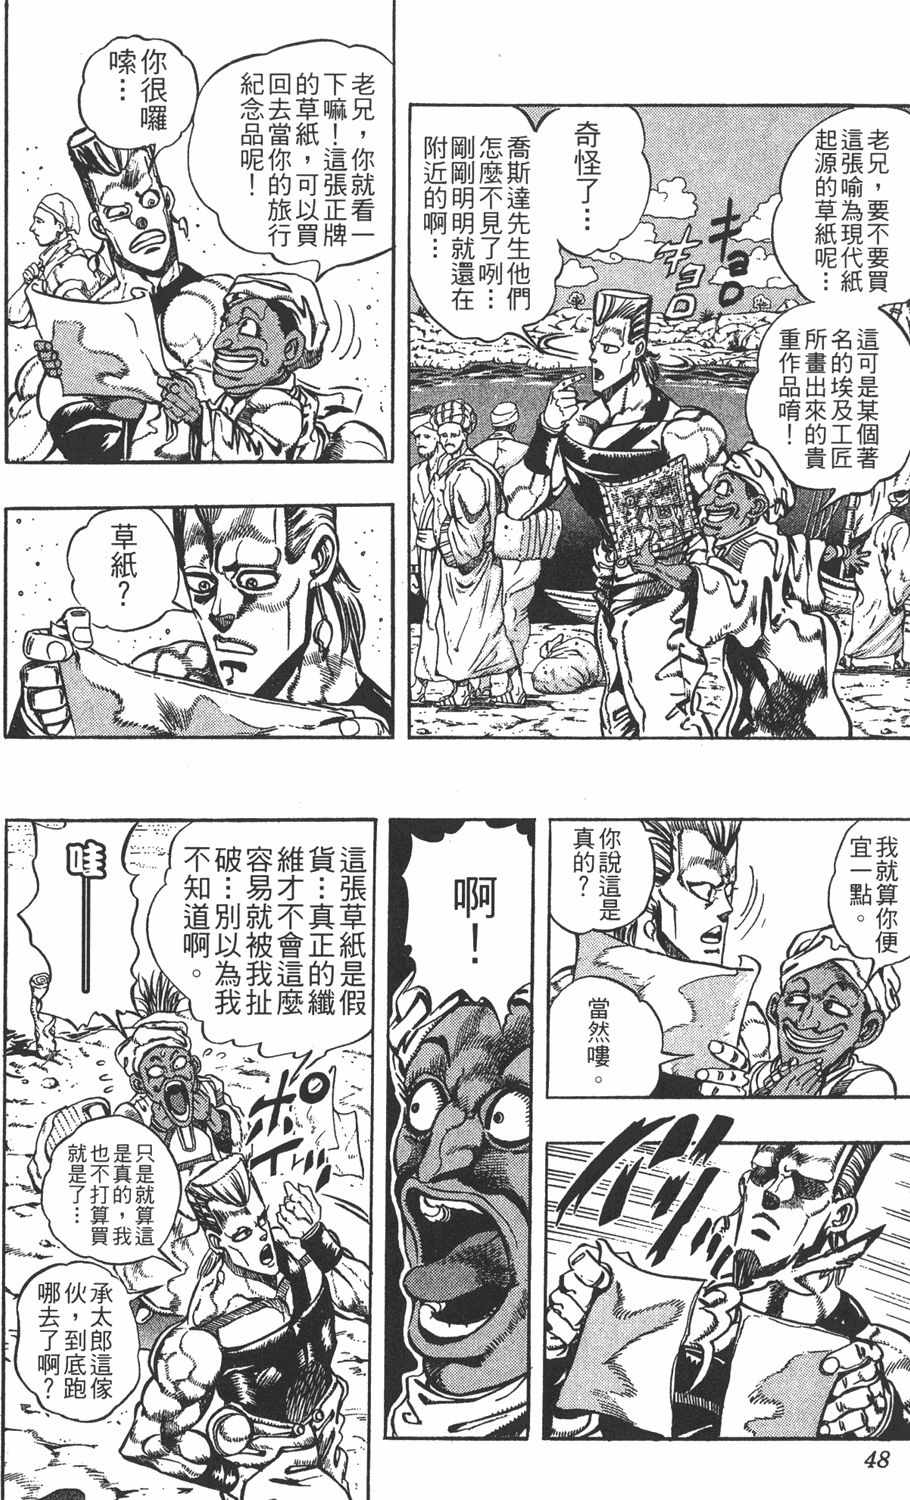 老兄，要不要買
這張喻為現代紙
起源的草紙呢…
這可是某個著
名的埃及工匠
所畫出來的貴
重作品唷！
キョロ
キョロ
奇怪了…
喬斯達先生他們
怎麼不見了咧…
剛剛明明就還在
附近的啊…
老兄，你就看一
下嘛！這張正牌
的草紙，可以買
回去當你的旅行
紀念品呢！
你很囉
嗦…
草紙？
我就算你便
宜一點。
你說這是
真的？
當然嘍。
啊！
這張草紙是假
貨…真正的纖
維才不會這麼
容易就被我扯
破…別以為我
不知道啊。
哇——
ポイッ
只是就算這
是真的，我
也不打算買
就是了…
承太郎這傢
伙，到底跑
哪去了啊？
48